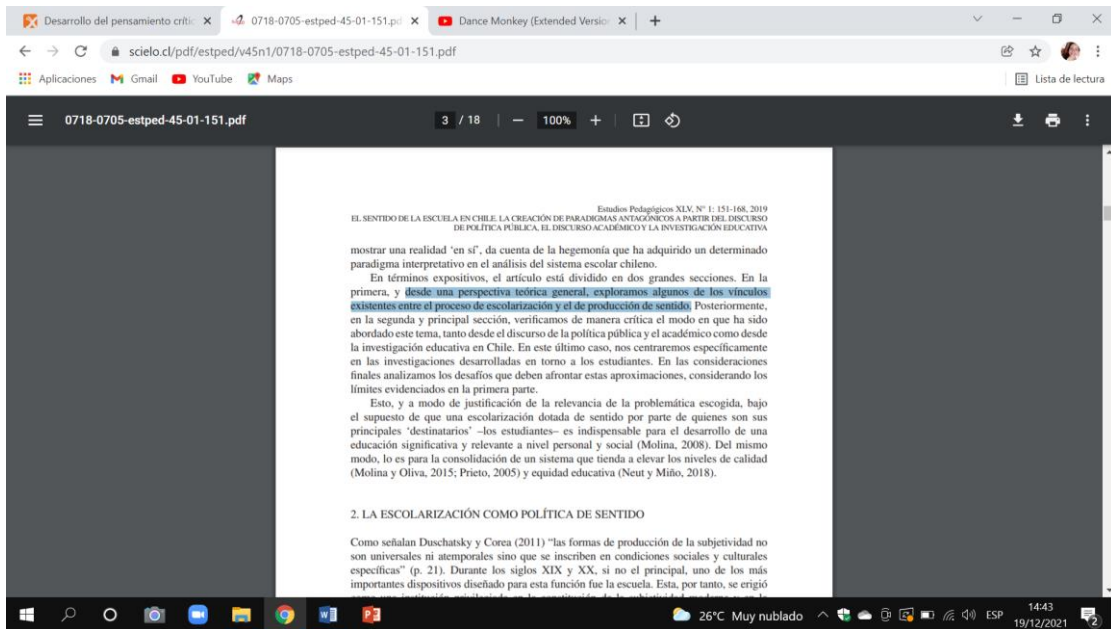 Desarrollo del pensamiento crític
0718-0705-estped-45-01-151.pd
Dance Monkey (Extended Versio
scielo.cl/pdf/estped/v45n1/0718-0705-estped-45-01-151.pdf
Aplicaciones Gmail YouTube Maps Lista de lectura
0718-0705-estped-45-01-151.pdf 3 / 18 | − 100% +
Estudios Pedagógicos XLV, N° 1: 151-168, 2019
EL SENTIDO DE LA ESCUELA EN CHILE. LA CREACIÓN DE PARADIGMAS ANTAGÓNICOS A PARTIR DEL DISCURSO
DE POLÍTICA PÚBLICA, EL DISCURSO ACADÉMICO Y LA INVESTIGACIÓN EDUCATIVA
mostrar una realidad ‘en sí’, da cuenta de la hegemonía que ha adquirido un determinado
paradigma interpretativo en el análisis del sistema escolar chileno.
En términos expositivos, el artículo está dividido en dos grandes secciones. En la
primera, y desde una perspectiva teórica general, exploramos algunos de los vínculos
existentes entre el proceso de escolarización y el de producción de sentido. Posteriormente,
en la segunda y principal sección, verificamos de manera crítica el modo en que ha sido
abordado este tema, tanto desde el discurso de la política pública y el académico como desde
la investigación educativa en Chile. En este último caso, nos centraremos específicamente
en las investigaciones desarrolladas en torno a los estudiantes. En las consideraciones
finales analizamos los desafíos que deben afrontar estas aproximaciones, considerando los
límites evidenciados en la primera parte.
Esto, y a modo de justificación de la relevancia de la problemática escogida, bajo
el supuesto de que una escolarización dotada de sentido por parte de quienes son sus
principales ‘destinatarios’ –los estudiantes– es indispensable para el desarrollo de una
educación significativa y relevante a nivel personal y social (Molina, 2008). Del mismo
modo, lo es para la consolidación de un sistema que tienda a elevar los niveles de calidad
(Molina y Oliva, 2015; Prieto, 2005) y equidad educativa (Neut y Miño, 2018).
2. LA ESCOLARIZACIÓN COMO POLÍTICA DE SENTIDO
Como señalan Duschatsky y Corea (2011) “las formas de producción de la subjetividad no
son universales ni atemporales sino que se inscriben en condiciones sociales y culturales
específicas” (p. 21). Durante los siglos XIX y XX, si no el principal, uno de los más
importantes dispositivos diseñado para esta función fue la escuela. Esta, por tanto, se erigió
26°C Muy nublado ESP 14:43
19/12/2021
2